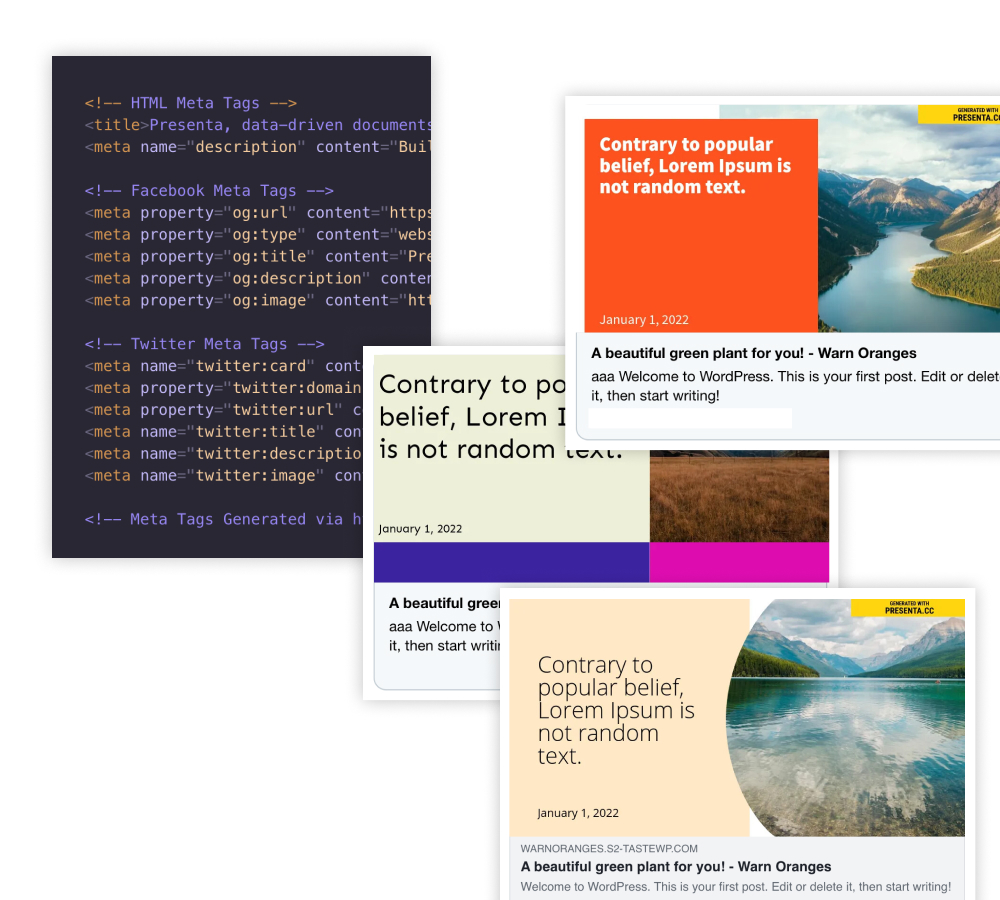 <!-- HTML Meta Tags -->
<title>Presenta, data-driven documents
<meta name="description" content="Buil
<!-- Facebook Meta Tags -->
<meta property="og:url" content="https
<meta property="og:type" content="webs
<meta property="og:title" content="Pre
<meta property="og:description" conten
<meta property="og:image" content="htt
<!-- Twitter Meta Tags -->
<meta name="twitter:card" cont
<meta property="twitter:domain
<meta property="twitter:url" c
<meta name="twitter:title" con
<meta name="twitter:descriptio
<meta name="twitter:image" con
<!-- Meta Tags Generated via h
GENERATED WITH
PRESENTA.CC
Contrary to popular
belief, Lorem Ipsum is
not random text.
January 1, 2022
A beautiful green plant for you! - Warn Oranges
aaa Welcome to WordPress. This is your first post. Edit or delete
it, then start writing!
Contrary to po
belief, Lorem I
is not random text.
January 1, 2022
A beautiful gree
aaa Welcome to W
it, then start writin
GENERATED WITH
PRESENTA.CC
Contrary to
popular belief,
Lorem Ipsum is
not random
text.
January 1, 2022
WARNORANGES.S2-TASTEWP.COM
A beautiful green plant for you! - Warn Oranges
Welcome to WordPress. This is your first post. Edit or delete it, then start writing!